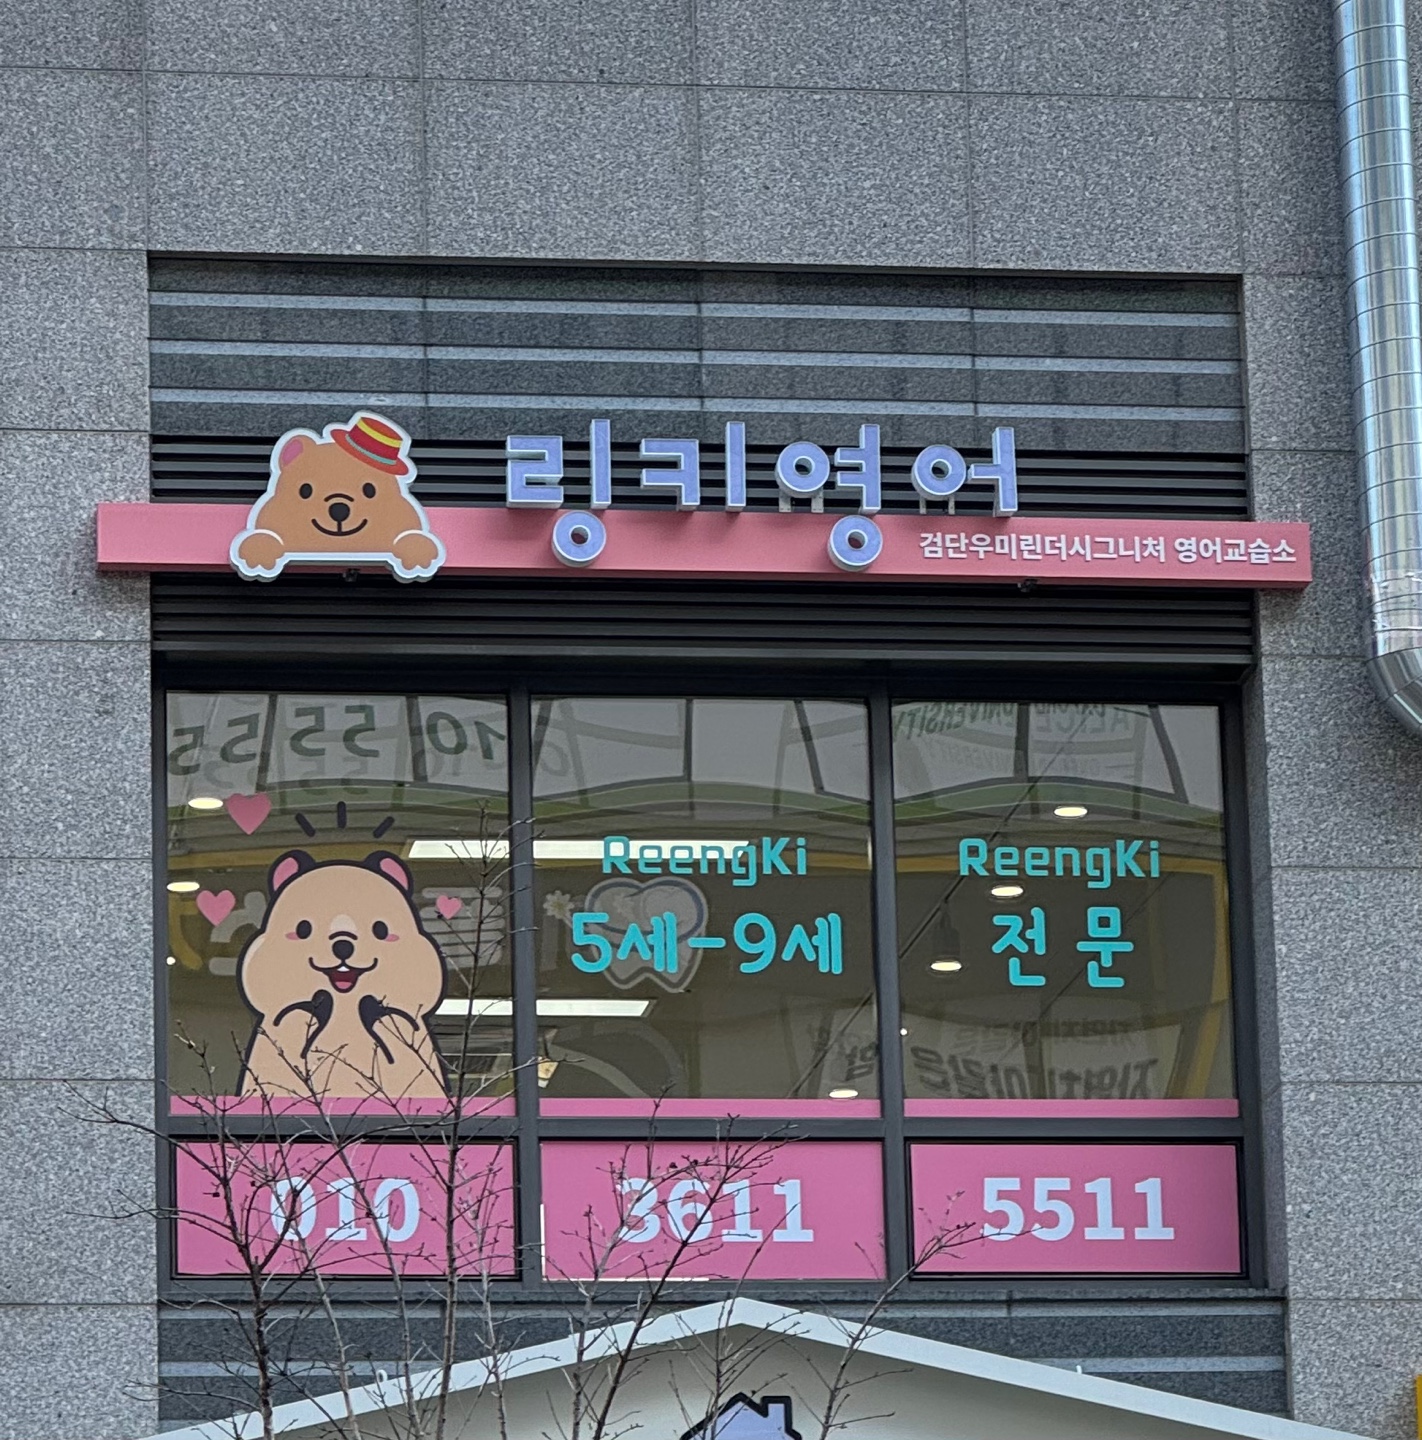 링키영어
검단우미린더시그니처 영어교습소
ReengKi
5세-9세
ReengKi
전문
010 3611 5511